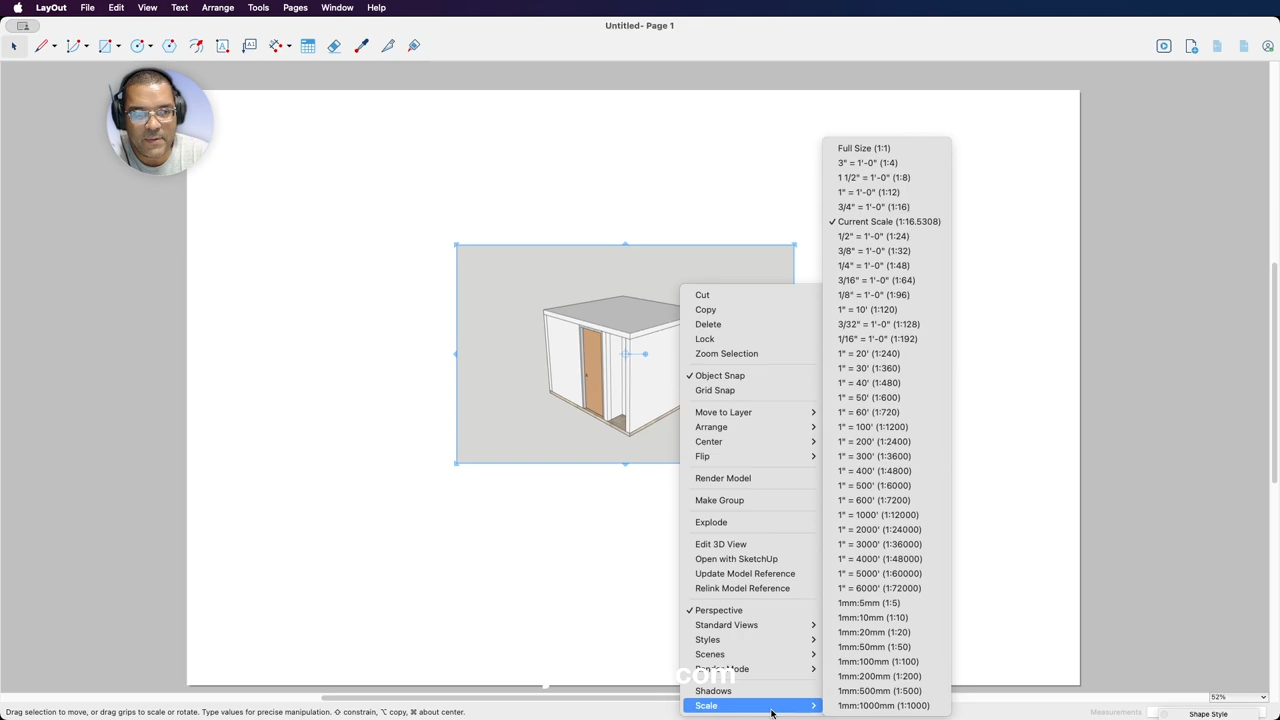 LayOut File Edit View Text Arrange Tools Pages Window Help
Untitled- Page 1
Cut
Copy
Delete
Lock
Zoom Selection
✓ Object Snap
Grid Snap
Move to Layer
Arrange
Center
Flip
Render Model
Make Group
Explode
Edit 3D View
Open with SketchUp
Update Model Reference
Relink Model Reference
✓ Perspective
Standard Views
Styles
Scenes
Mode
com
Shadows
Scale
Full Size (1:1)
3" = 1'-0" (1:4)
1 1/2" = 1'-0" (1:8)
1" = 1'-0" (1:12)
3/4" = 1'-0" (1:16)
✓ Current Scale (1:16.5308)
1/2" = 1'-0" (1:24)
3/8" = 1'-0" (1:32)
1/4" = 1'-0" (1:48)
3/16" = 1'-0" (1:64)
1/8" = 1'-0" (1:96)
1" = 10' (1:120)
3/32" = 1'-0" (1:128)
1/16" = 1'-0" (1:192)
1" = 20' (1:240)
1" = 30' (1:360)
1" = 40' (1:480)
1" = 50' (1:600)
1" = 60' (1:720)
1" = 100' (1:1200)
1" = 200' (1:2400)
1" = 300' (1:3600)
1" = 400' (1:4800)
1" = 500' (1:6000)
1" = 600' (1:7200)
1" = 1000' (1:12000)
1" = 2000' (1:24000)
1" = 3000' (1:36000)
1" = 4000' (1:48000)
1" = 5000' (1:60000)
1" = 6000' (1:72000)
1mm:5mm (1:5)
1mm:10mm (1:10)
1mm:20mm (1:20)
1mm:50mm (1:50)
1mm:100mm (1:100)
1mm:200mm (1:200)
1mm:500mm (1:500)
1mm:1000mm (1:1000)
52%
Drag selection to move, or drag grips to scale or rotate. Type values for precise manipulation. ⇧ constrain, ⌥ copy, ⌘ about center.
Measurements
Shape Style